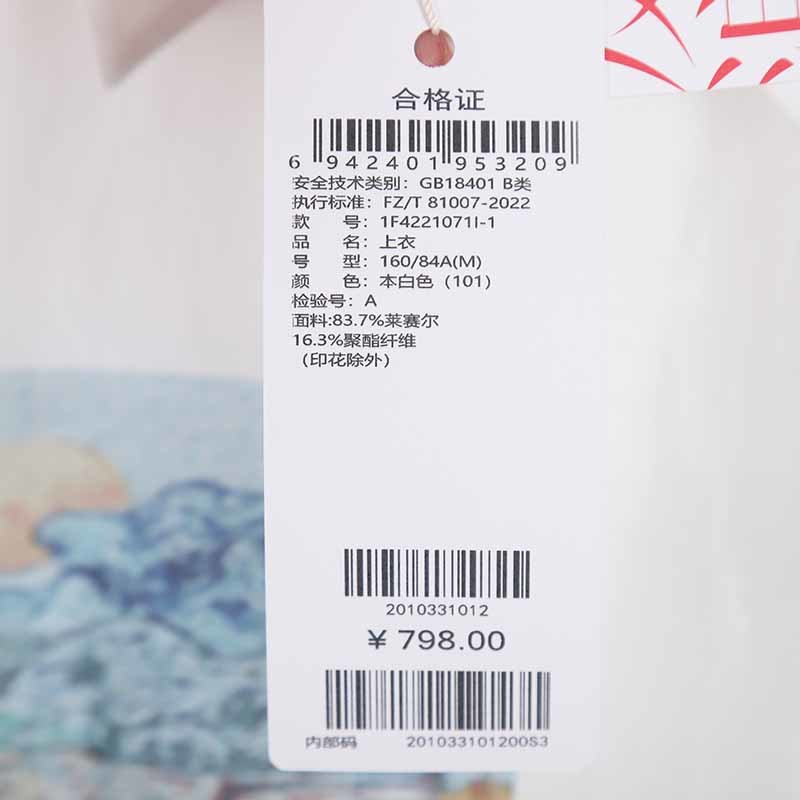 合格证
6 942401 953209
安全技术类别：GB18401 B类
执行标准：FZ/T 81007-2022
款 号：1F4221071I-1
品 名：上衣
号 型：160/84A(M)
颜 色：本白色（101）
检验号：A
面料:83.7%莱赛尔
16.3%聚酯纤维
（印花除外）
2010331012
¥ 798.00
内部码 201033101200S3